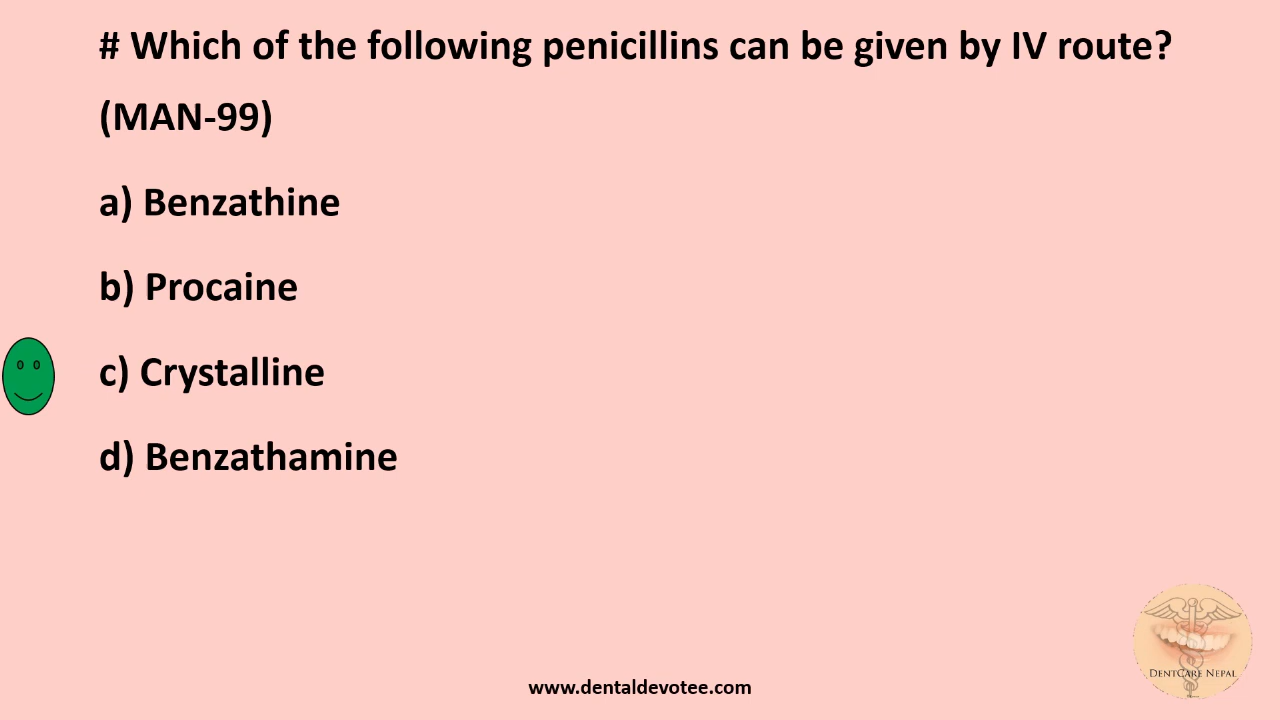 # Which of the following penicillins can be given by IV route?
(MAN-99)
a) Benzathine
b) Procaine
c) Crystalline
d) Benzathamine
DentCare Nepal
www.dentaldevotee.com